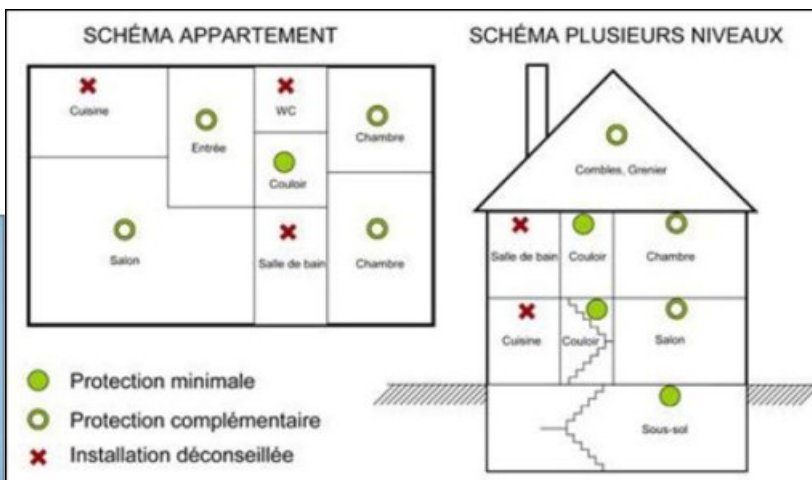 SCHÉMA APPARTEMENT
Cuisine
WC
Entrée
Chambre
Couloir
Salon
Salle de bain
Chambre
Protection minimale
Protection complémentaire
Installation déconseillée
SCHÉMA PLUSIEURS NIVEAUX
Combles, Grenier
Salle de bain
Couloir
Chambre
Cuisine
Couloir
Salon
Sous-sol